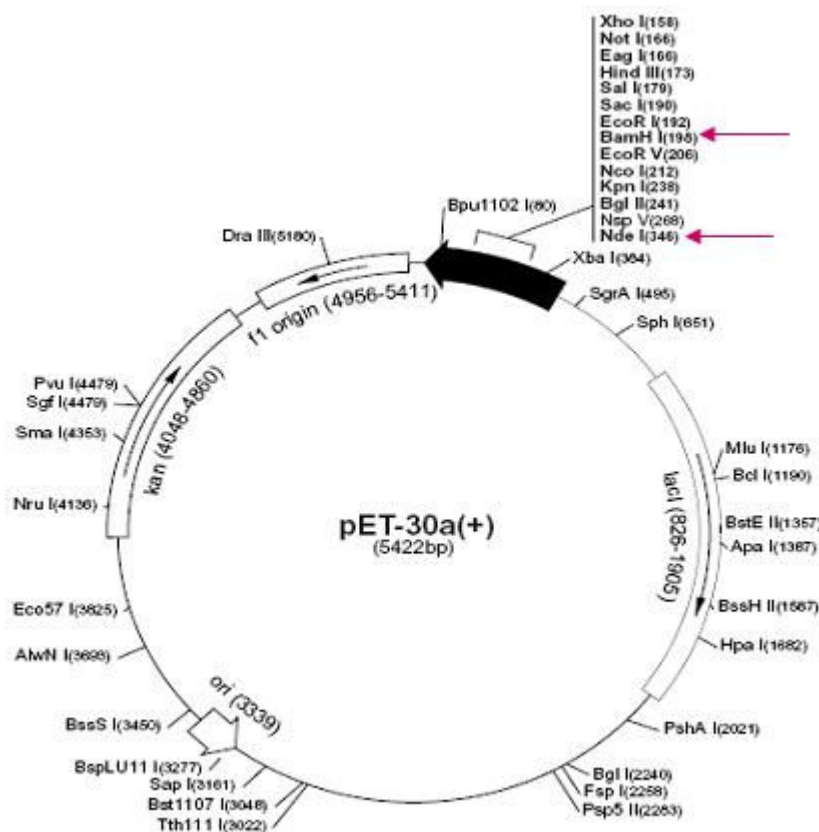 Xho I(158)
Not I(166)
Eag I(166)
Hind III(173)
Sal I(179)
Sac I(190)
EcoR I(192)
BamH I(198)
EcoR V(206)
Nco I(212)
Kpn I(238)
Bgl II(241)
Nsp V(268)
Nde I(346)
Bpu1102 I(80)
Dra III(5180)
Xba I(384)
SgrA I(495)
Sph I(651)
f1 origin (4956-5411)
Pvu I(4479)
Sgf I(4479)
Sma I(4353)
kan (4048-4860)
Nru I(4136)
Mlu I(1176)
Bcl I(1190)
lacI (826-1905)
BstE II(1357)
Apa I(1387)
pET-30a(+)
(5422bp)
BssH II(1587)
Hpa I(1682)
Eco57 I(3825)
AlwN I(3693)
ori (3339)
BssS I(3450)
PshA I(2021)
BspLU11 I(3277)
Sap I(3161)
Bst1107 I(3048)
Tth111 I(3022)
Bgl I(2240)
Fsp I(2258)
Psp5 II(2283)